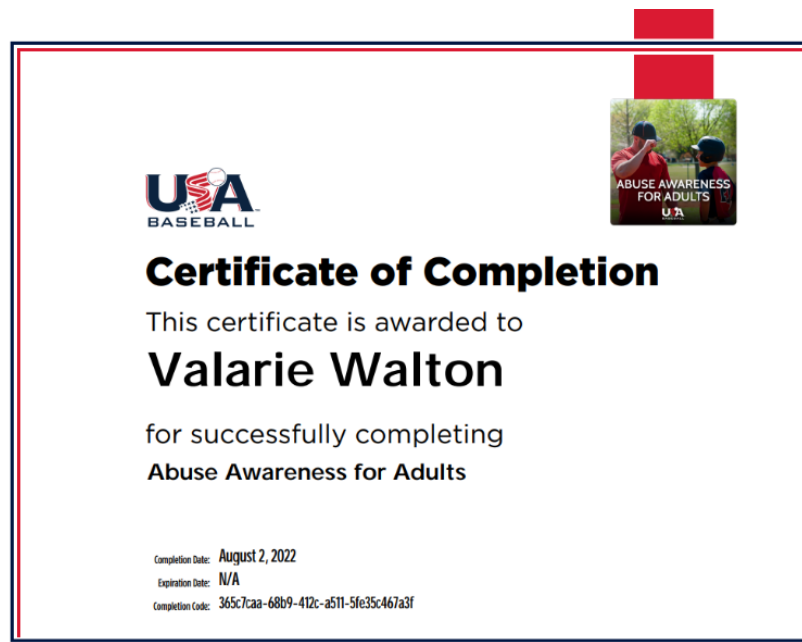 ABUSE AWARENESS
FOR ADULTS
USA
USA
BASEBALL
Certificate of Completion
This certificate is awarded to
Valarie Walton
for successfully completing
Abuse Awareness for Adults
Completion Date: August 2, 2022
Expiration Date: N/A
Completion Code: 365c7caa-68b9-412c-a511-5fe35c467a3f